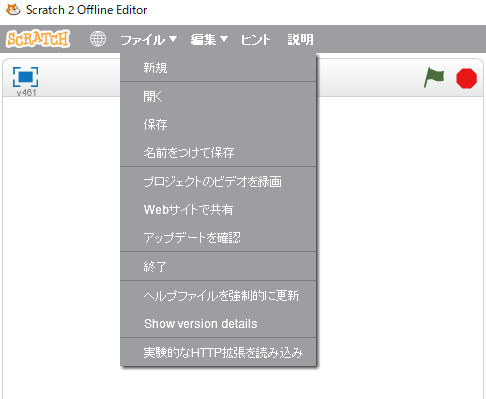 Scratch 2 Offline Editor
SCRATCH ファイル▼ 編集▼ ヒント 説明
新規
v461
開く
保存
名前をつけて保存
プロジェクトのビデオを録画
Webサイトで共有
アップデートを確認
終了
ヘルプファイルを強制的に更新
Show version details
実験的なHTTP拡張を読み込み